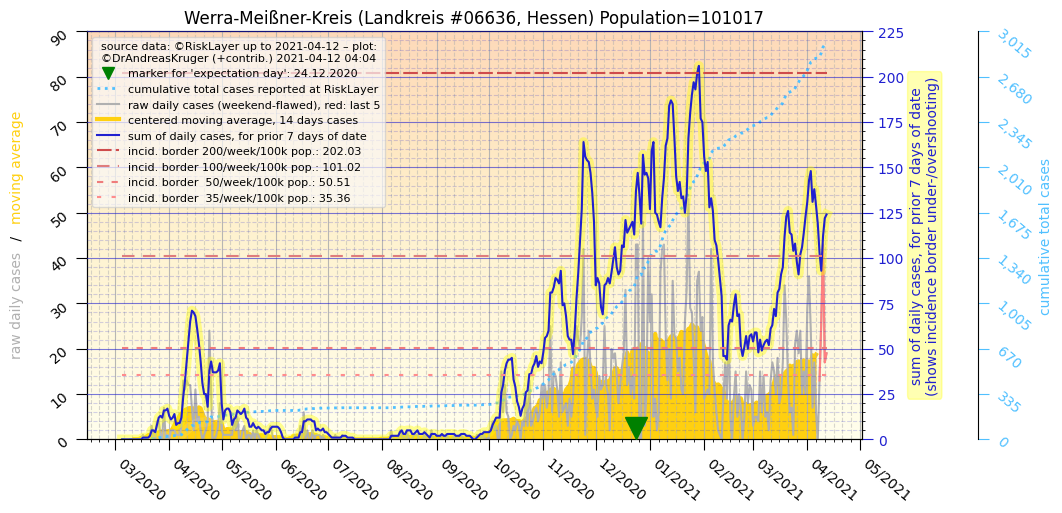 Werra-Meißner-Kreis (Landkreis #06636, Hessen) Population=101017
source data: ©RiskLayer up to 2021-04-12 – plot:
©DrAndreasKruger (+contrib.) 2021-04-12 04:04
marker for 'expectation day': 24.12.2020
cumulative total cases reported at RiskLayer
raw daily cases (weekend-flawed), red: last 5
centered moving average, 14 days cases
sum of daily cases, for prior 7 days of date
incid. border 200/week/100k pop.: 202.03
incid. border 100/week/100k pop.: 101.02
incid. border  50/week/100k pop.: 50.51
incid. border  35/week/100k pop.: 35.36
raw daily cases  /  moving average
90
80
70
60
50
40
30
20
10
0
03/2020
04/2020
05/2020
06/2020
07/2020
08/2020
09/2020
10/2020
11/2020
12/2020
01/2021
02/2021
03/2021
04/2021
05/2021
225
200
175
150
125
100
75
50
25
0
sum of daily cases, for prior 7 days of date
(shows incidence border under-/overshooting)
3,015
2,680
2,345
2,010
1,675
1,340
1,005
670
335
0
cumulative total cases